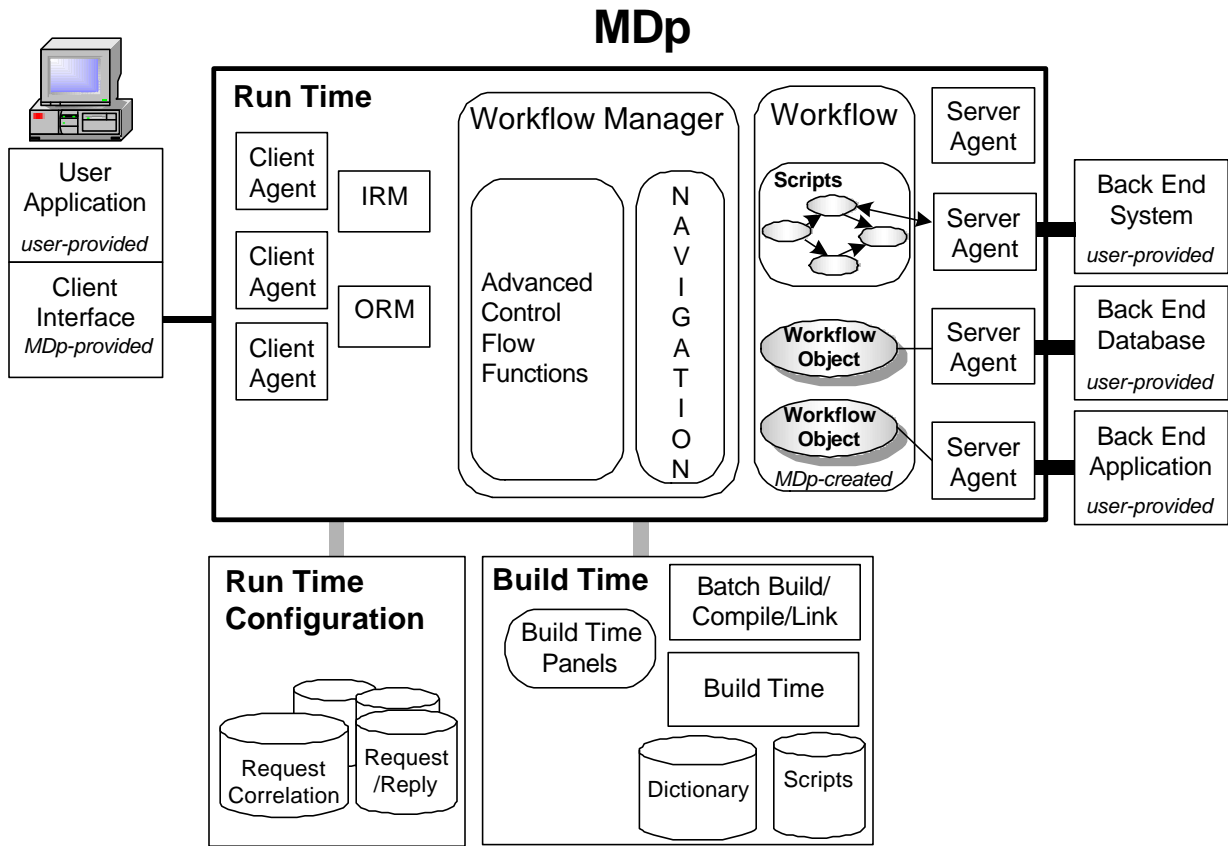 MDp
Run Time
Client
Agent
IRM
Client
Agent
ORM
Client
Agent
User
Application
user-provided
Client
Interface
MDp-provided
Workflow Manager
Advanced
Control
Flow
Functions
N
A
V
I
G
A
T
I
O
N
Workflow
Scripts
Workflow
Object
Workflow
Object
MDp-created
Server
Agent
Server
Agent
Server
Agent
Server
Agent
Back End
System
user-provided
Back End
Database
user-provided
Back End
Application
user-provided
Run Time
Configuration
Request
Correlation
Request
/Reply
Build Time
Build Time
Panels
Batch Build/
Compile/Link
Build Time
Dictionary
Scripts